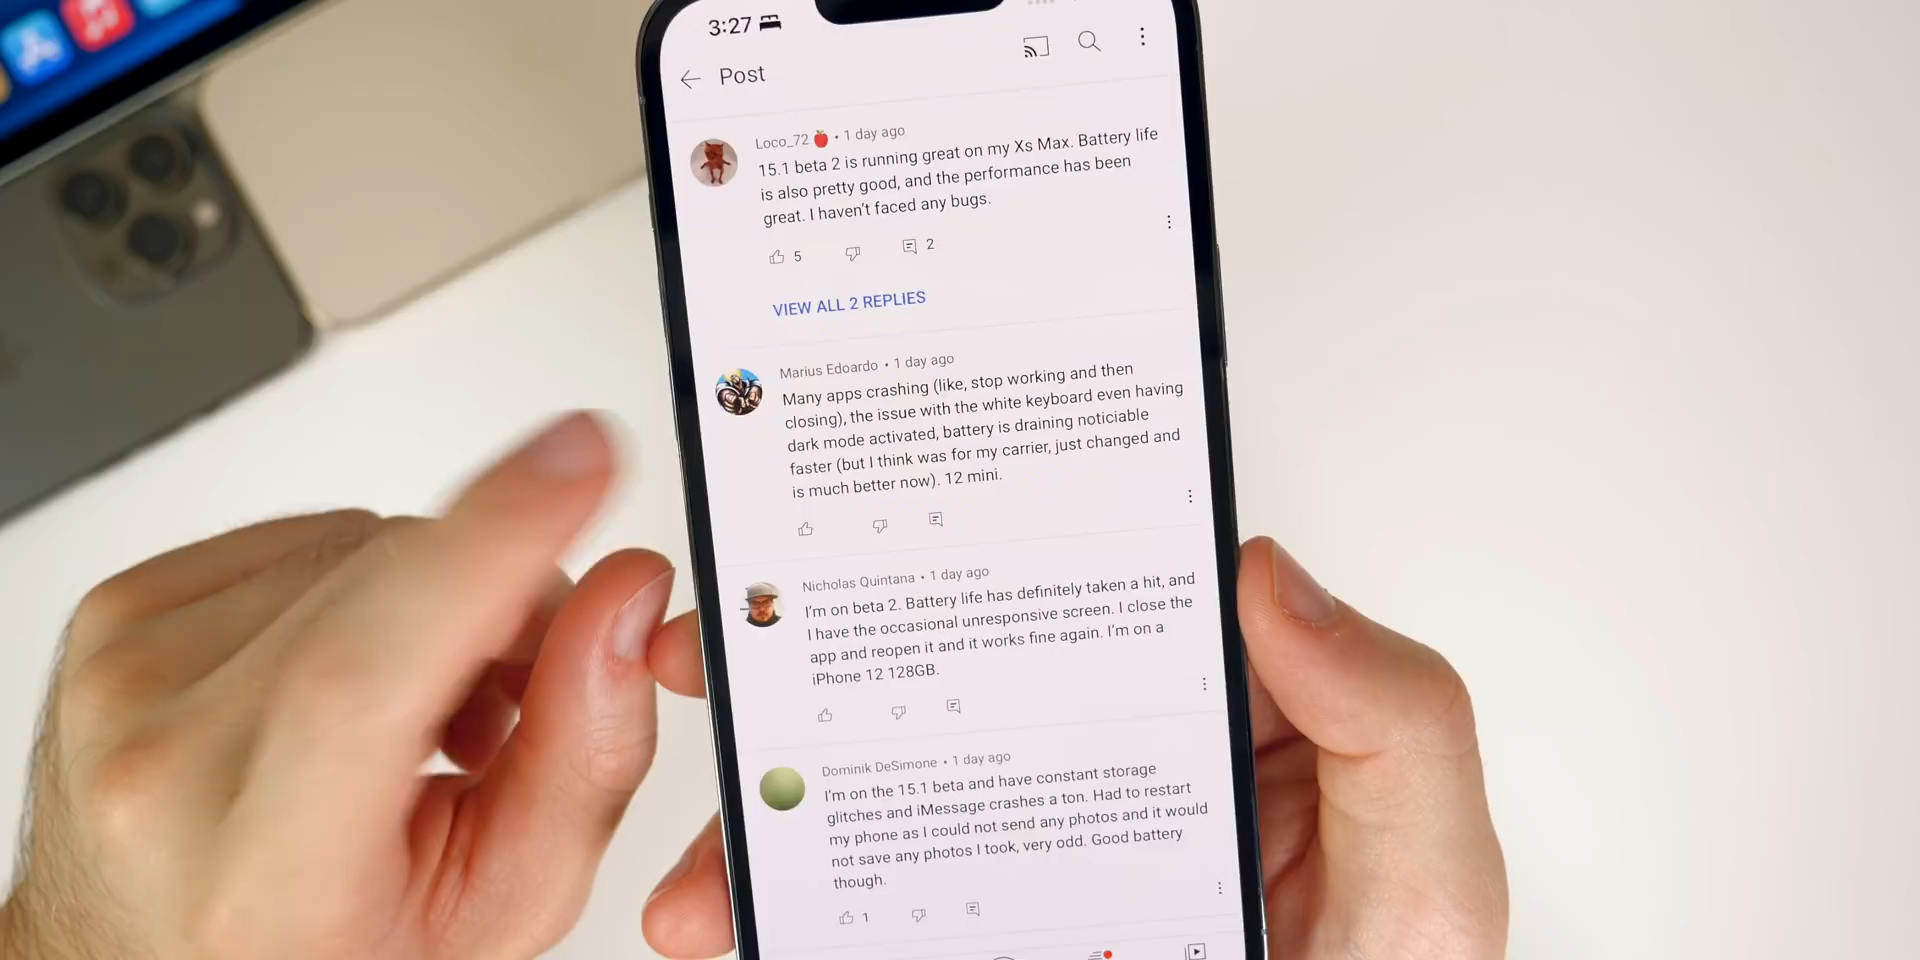 3:27
Post
Loco_72 🍎 • 1 day ago
15.1 beta 2 is running great on my Xs Max. Battery life
is also pretty good, and the performance has been
great. I haven't faced any bugs.
5 2
VIEW ALL 2 REPLIES
Marius Edoardo • 1 day ago
Many apps crashing (like, stop working and then
closing), the issue with the white keyboard even having
dark mode activated, battery is draining noticiable
faster (but I think was for my carrier, just changed and
is much better now). 12 mini.
Nicholas Quintana • 1 day ago
I'm on beta 2. Battery life has definitely taken a hit, and
I have the occasional unresponsive screen. I close the
app and reopen it and it works fine again. I'm on a
iPhone 12 128GB.
Dominik DeSimone • 1 day ago
I'm on the 15.1 beta and have constant storage
glitches and iMessage crashes a ton. Had to restart
my phone as I could not send any photos and it would
not save any photos I took, very odd. Good battery
though.
1